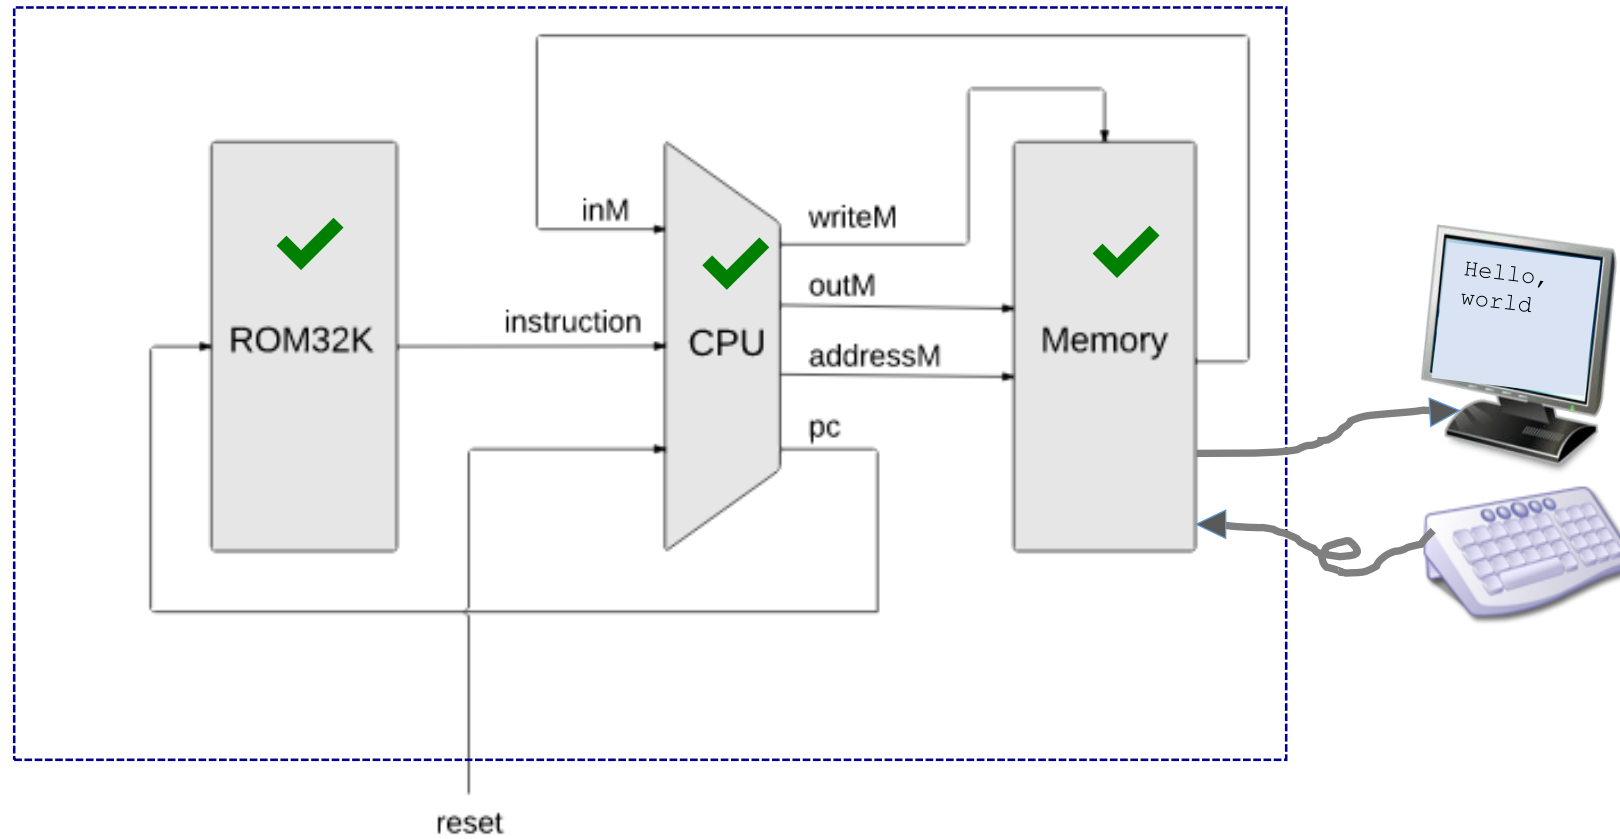 inM
writeM
outM
instruction
ROM32K
CPU
addressM
Memory
pc
reset
Hello,
world